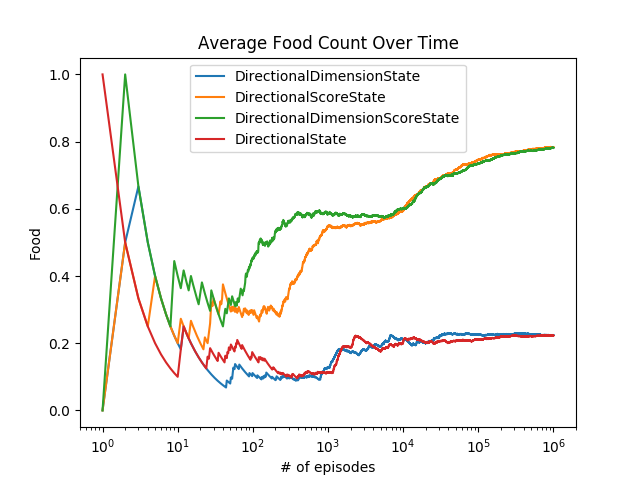 Average Food Count Over Time
DirectionalDimensionState
DirectionalScoreState
DirectionalDimensionScoreState
DirectionalState
Food
1.0
0.8
0.6
0.4
0.2
0.0
10⁰ 10¹ 10² 10³ 10⁴ 10⁵ 10⁶
# of episodes